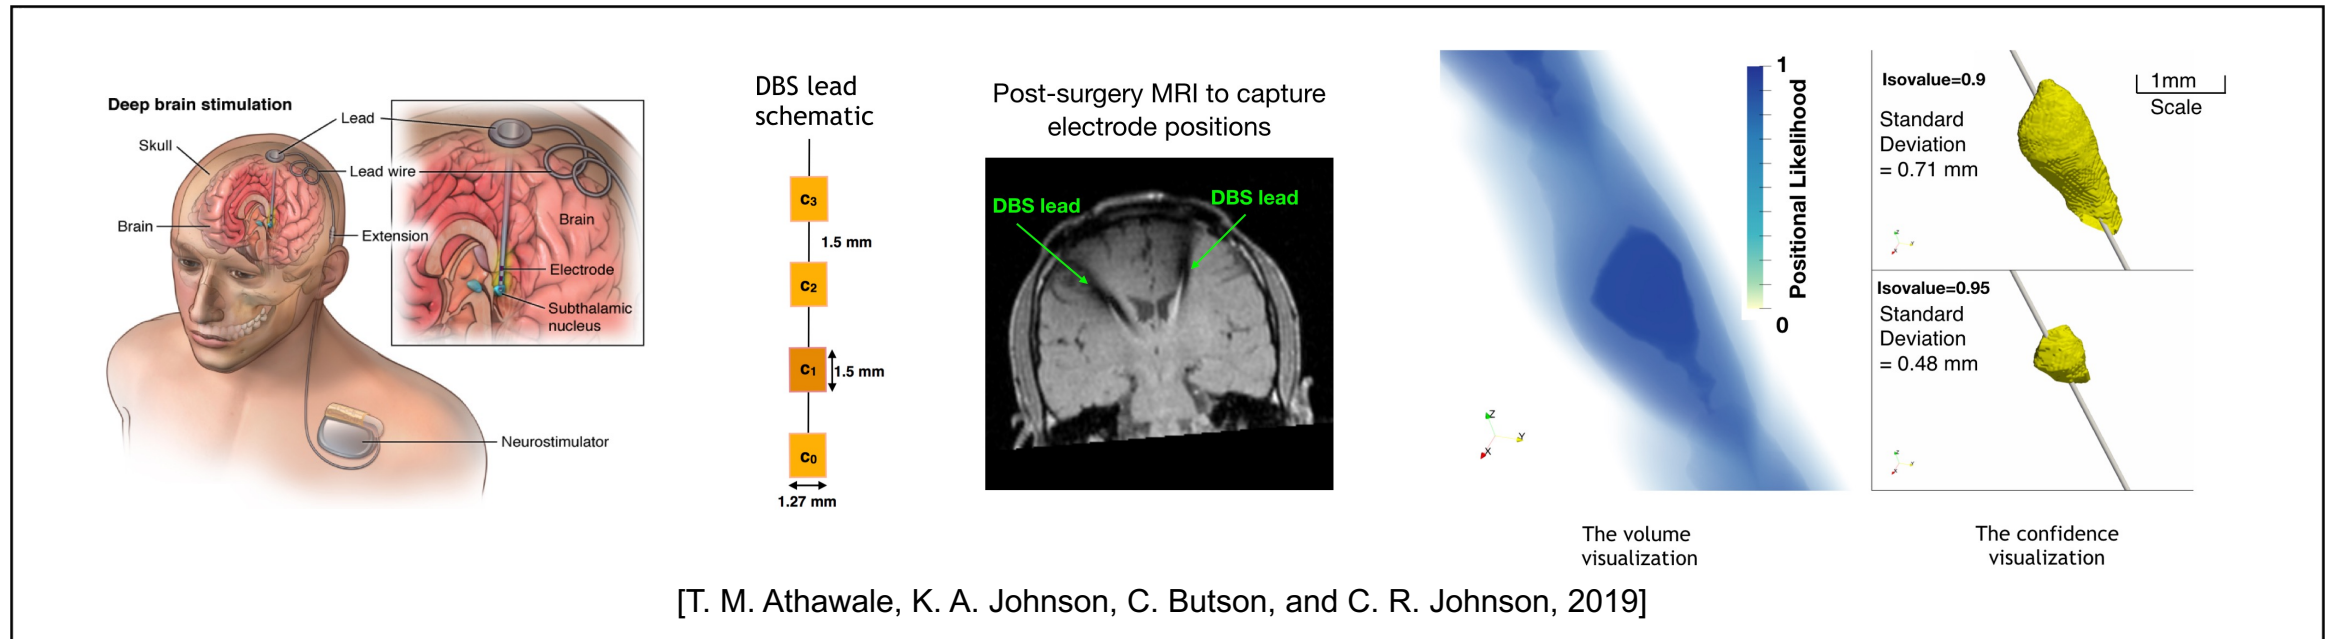 Deep brain stimulation
Skull
Lead
Lead wire
Brain
Extension
Brain
Electrode
Subthalamic
nucleus
Neurostimulator
DBS lead
schematic
c3
1.5 mm
c2
c1
1.5 mm
c0
1.27 mm
Post-surgery MRI to capture
electrode positions
DBS lead
DBS lead
Z
Y
X
1
Positional Likelihood
0
The volume
visualization
Isovalue=0.9
Standard
Deviation
= 0.71 mm
1mm
Scale
Z
Y
X
Isovalue=0.95
Standard
Deviation
= 0.48 mm
Z
Y
X
The confidence
visualization
[T. M. Athawale, K. A. Johnson, C. Butson, and C. R. Johnson, 2019]